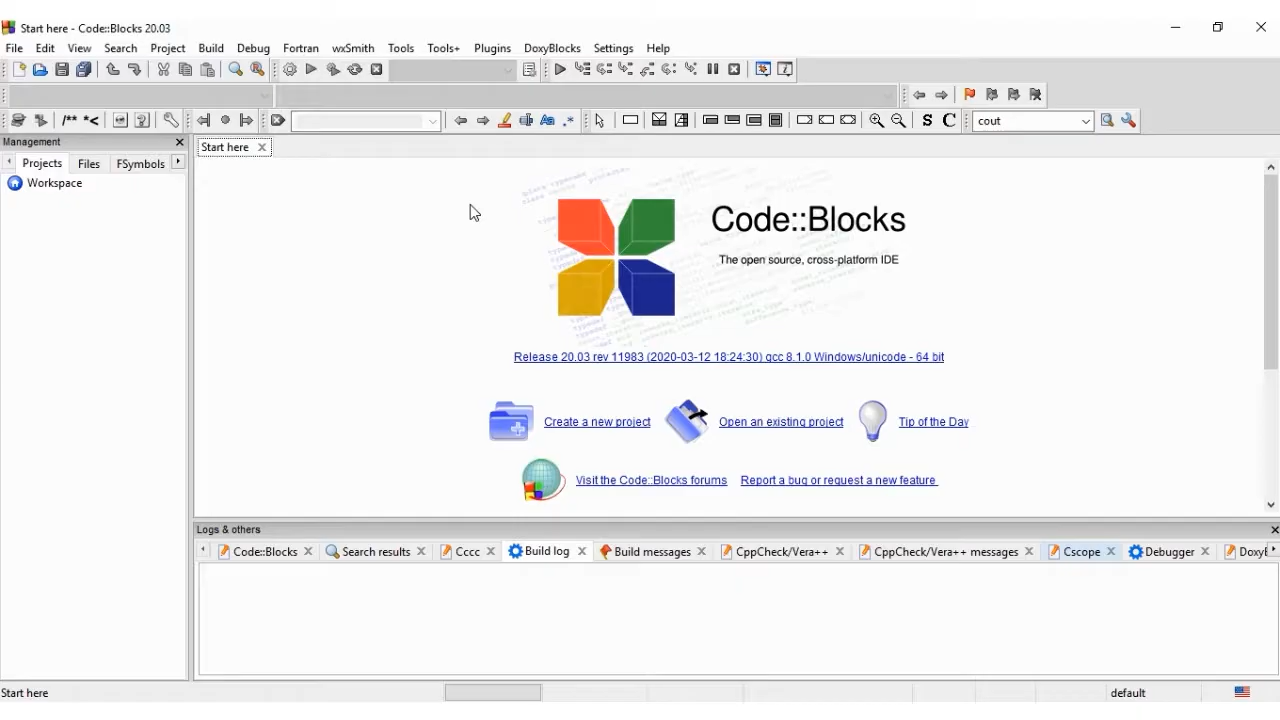 Start here - Code::Blocks 20.03
File Edit View Search Project Build Debug Fortran wxSmith Tools Tools+ Plugins DoxyBlocks Settings Help
/** *< .* S C cout
Management
Projects Files FSymbols
Workspace
Start here
Code::Blocks
The open source, cross-platform IDE
Release 20.03 rev 11983 (2020-03-12 18:24:30) gcc 8.1.0 Windows/unicode - 64 bit
Create a new project Open an existing project Tip of the Day
Visit the Code::Blocks forums Report a bug or request a new feature
Logs & others
Code::Blocks Search results Cccc Build log Build messages CppCheck/Vera++ CppCheck/Vera++ messages Cscope Debugger DoxyB
Start here default